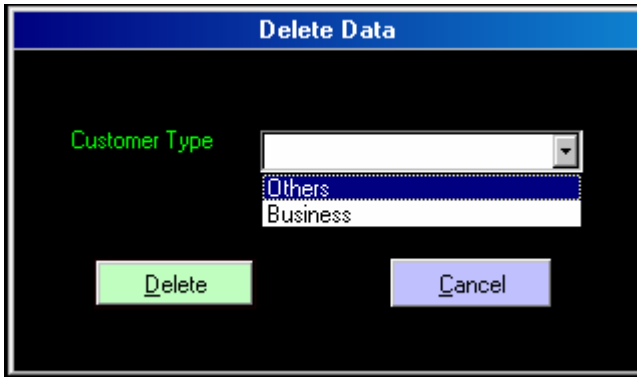 Delete Data
Customer Type
Others
Business
Delete
Cancel